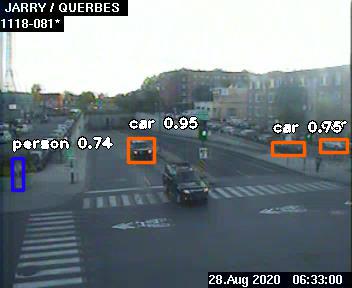 JARRY / QUERBES
1118-081*
car 0.95
car 0.75
person 0.74
28.Aug 2020 06:33:00